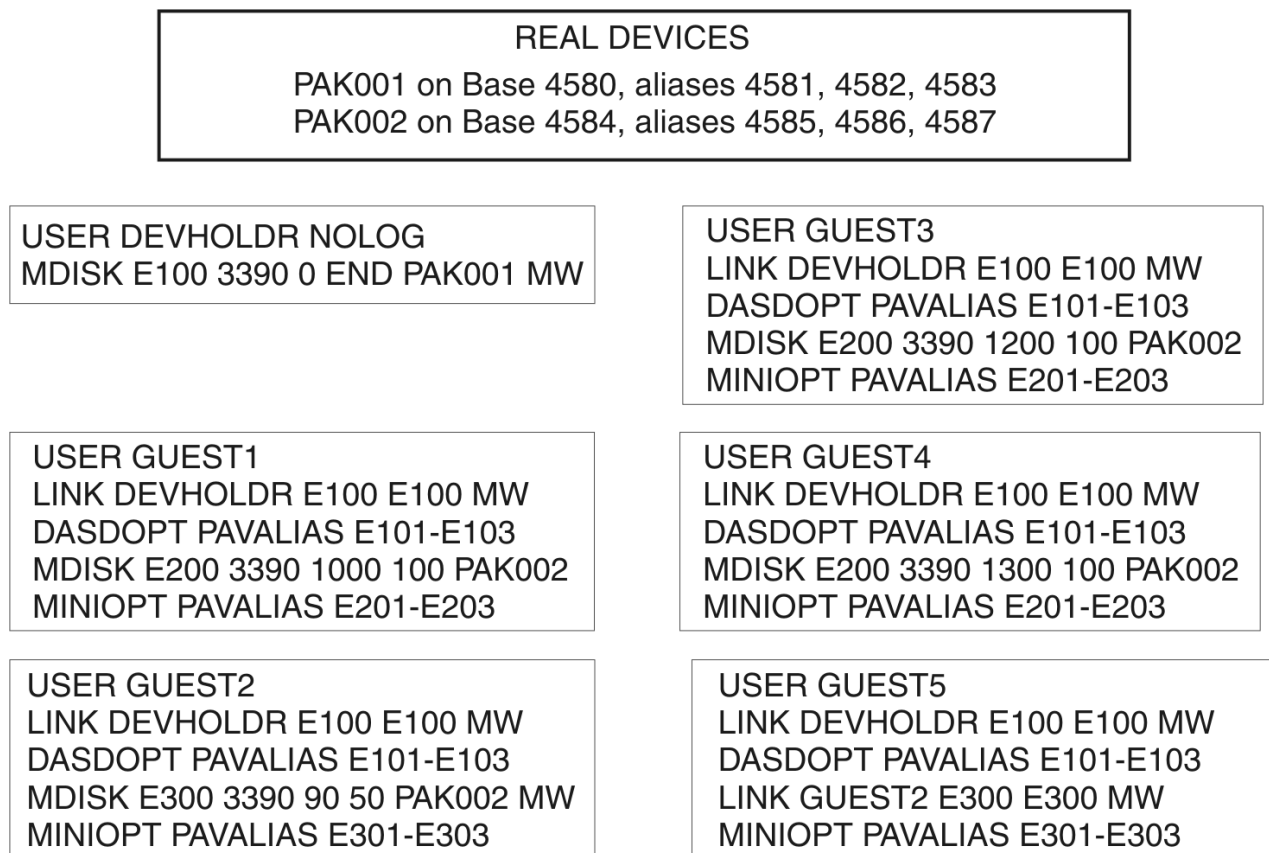 REAL DEVICES
PAK001 on Base 4580, aliases 4581, 4582, 4583
PAK002 on Base 4584, aliases 4585, 4586, 4587
USER DEVHOLDR NOLOG
MDISK E100 3390 0 END PAK001 MW
USER GUEST3
LINK DEVHOLDR E100 E100 MW
DASDOPT PAVALIAS E101-E103
MDISK E200 3390 1200 100 PAK002
MINIOPT PAVALIAS E201-E203
USER GUEST1
LINK DEVHOLDR E100 E100 MW
DASDOPT PAVALIAS E101-E103
MDISK E200 3390 1000 100 PAK002
MINIOPT PAVALIAS E201-E203
USER GUEST4
LINK DEVHOLDR E100 E100 MW
DASDOPT PAVALIAS E101-E103
MDISK E200 3390 1300 100 PAK002
MINIOPT PAVALIAS E201-E203
USER GUEST2
LINK DEVHOLDR E100 E100 MW
DASDOPT PAVALIAS E101-E103
MDISK E300 3390 90 50 PAK002 MW
MINIOPT PAVALIAS E301-E303
USER GUEST5
LINK DEVHOLDR E100 E100 MW
DASDOPT PAVALIAS E101-E103
LINK GUEST2 E300 E300 MW
MINIOPT PAVALIAS E301-E303